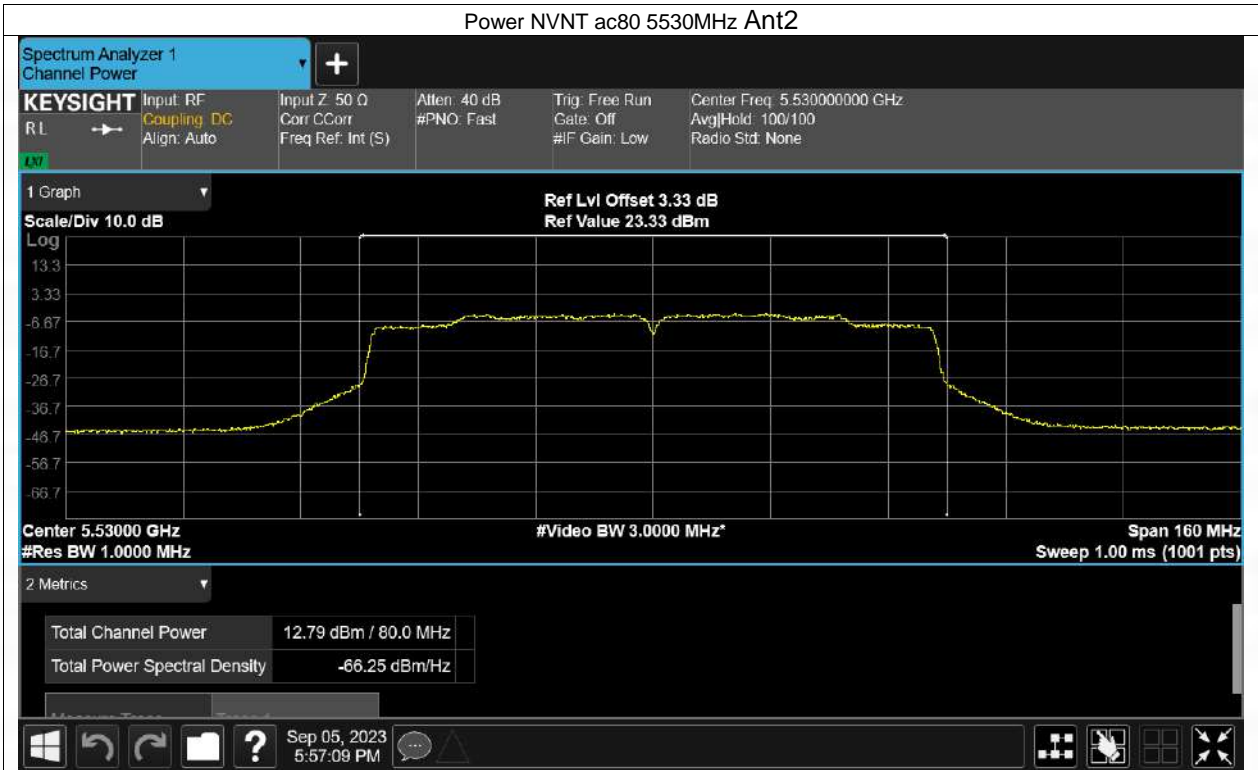 Power NVNT ac80 5530MHz Ant2
Spectrum Analyzer 1
Channel Power
+
KEYSIGHT
RL
LXI
Input: RF
Coupling: DC
Align: Auto
Input Z: 50 Ω
Corr CCorr
Freq Ref: Int (S)
Atten: 40 dB
#PNO: Fast
Trig: Free Run
Gate: Off
#IF Gain: Low
Center Freq: 5.530000000 GHz
Avg|Hold: 100/100
Radio Std: None
1 Graph
Scale/Div 10.0 dB
Ref Lvl Offset 3.33 dB
Ref Value 23.33 dBm
Log
13.3
3.33
-6.67
-16.7
-26.7
-36.7
-46.7
-56.7
-66.7
Center 5.53000 GHz
#Video BW 3.0000 MHz*
Span 160 MHz
#Res BW 1.0000 MHz
Sweep 1.00 ms (1001 pts)
2 Metrics
Total Channel Power 12.79 dBm / 80.0 MHz
Total Power Spectral Density -66.25 dBm/Hz
?
Sep 05, 2023
5:57:09 PM